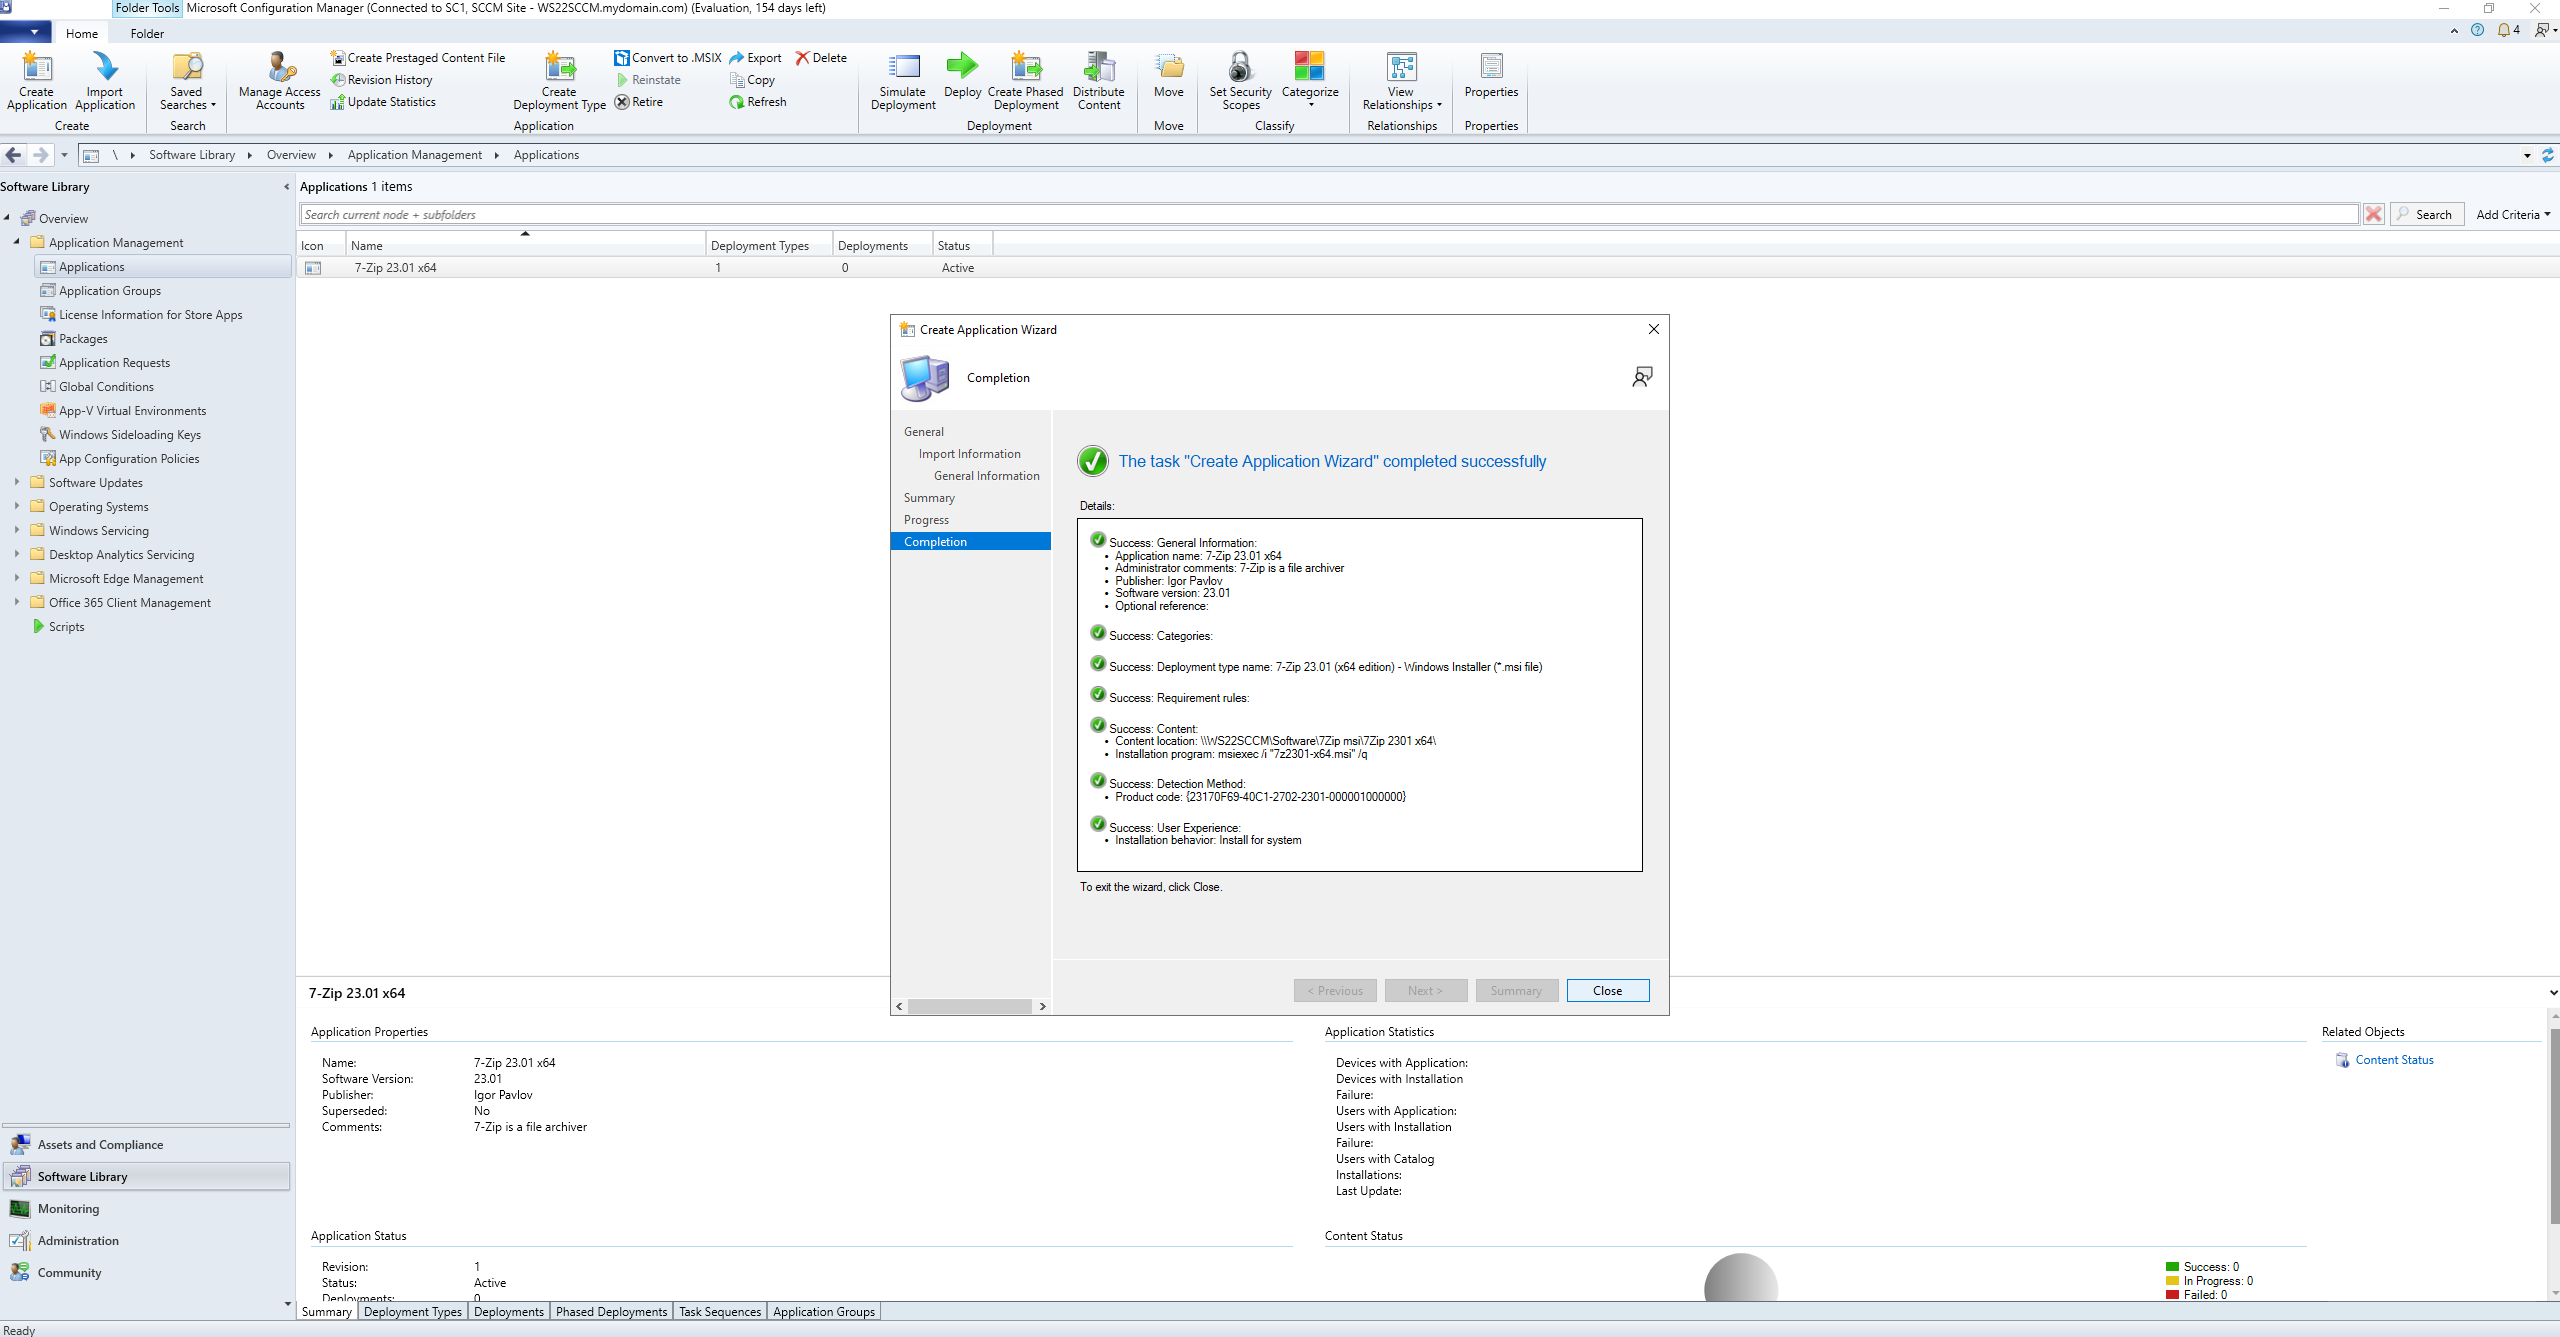 Folder Tools
Microsoft Configuration Manager (Connected to SC1, SCCM Site - WS22SCCM.mydomain.com) (Evaluation, 154 days left)
Home
Folder
4
Create Application
Import Application
Create
Saved Searches
Search
Manage Access Accounts
Create Prestaged Content File
Revision History
Update Statistics
Create Deployment Type
Convert to .MSIX
Reinstate
Retire
Export
Copy
Refresh
Delete
Application
Simulate Deployment
Deploy
Create Phased Deployment
Distribute Content
Deployment
Move
Move
Set Security Scopes
Categorize
Classify
View Relationships
Relationships
Properties
Properties
\ Software Library Overview Application Management Applications
Software Library
Overview
Application Management
Applications
Application Groups
License Information for Store Apps
Packages
Application Requests
Global Conditions
App-V Virtual Environments
Windows Sideloading Keys
App Configuration Policies
Software Updates
Operating Systems
Windows Servicing
Desktop Analytics Servicing
Microsoft Edge Management
Office 365 Client Management
Scripts
Assets and Compliance
Software Library
Monitoring
Administration
Community
Applications 1 items
Search current node + subfolders
Search
Add Criteria
Icon Name Deployment Types Deployments Status
7-Zip 23.01 x64 1 0 Active
Create Application Wizard
Completion
General
Import Information
General Information
Summary
Progress
Completion
The task "Create Application Wizard" completed successfully
Details:
Success: General Information:
• Application name: 7-Zip 23.01 x64
• Administrator comments: 7-Zip is a file archiver
• Publisher: Igor Pavlov
• Software version: 23.01
• Optional reference:
Success: Categories:
Success: Deployment type name: 7-Zip 23.01 (x64 edition) - Windows Installer (*.msi file)
Success: Requirement rules:
Success: Content:
• Content location: \\WS22SCCM\Software\7Zip msi\7Zip 2301 x64\
• Installation program: msiexec /i "7z2301-x64.msi" /q
Success: Detection Method:
• Product code: {23170F69-40C1-2702-2301-000001000000}
Success: User Experience:
• Installation behavior: Install for system
To exit the wizard, click Close.
< Previous
Next >
Summary
Close
7-Zip 23.01 x64
Application Properties
Name: 7-Zip 23.01 x64
Software Version: 23.01
Publisher: Igor Pavlov
Superseded: No
Comments: 7-Zip is a file archiver
Application Statistics
Devices with Application:
Devices with Installation
Failure:
Users with Application:
Users with Installation
Failure:
Users with Catalog
Installations:
Last Update:
Related Objects
Content Status
Application Status
Revision: 1
Status: Active
Deployments: 0
Content Status
Success: 0
In Progress: 0
Failed: 0
Summary
Deployment Types
Deployments
Phased Deployments
Task Sequences
Application Groups
Ready